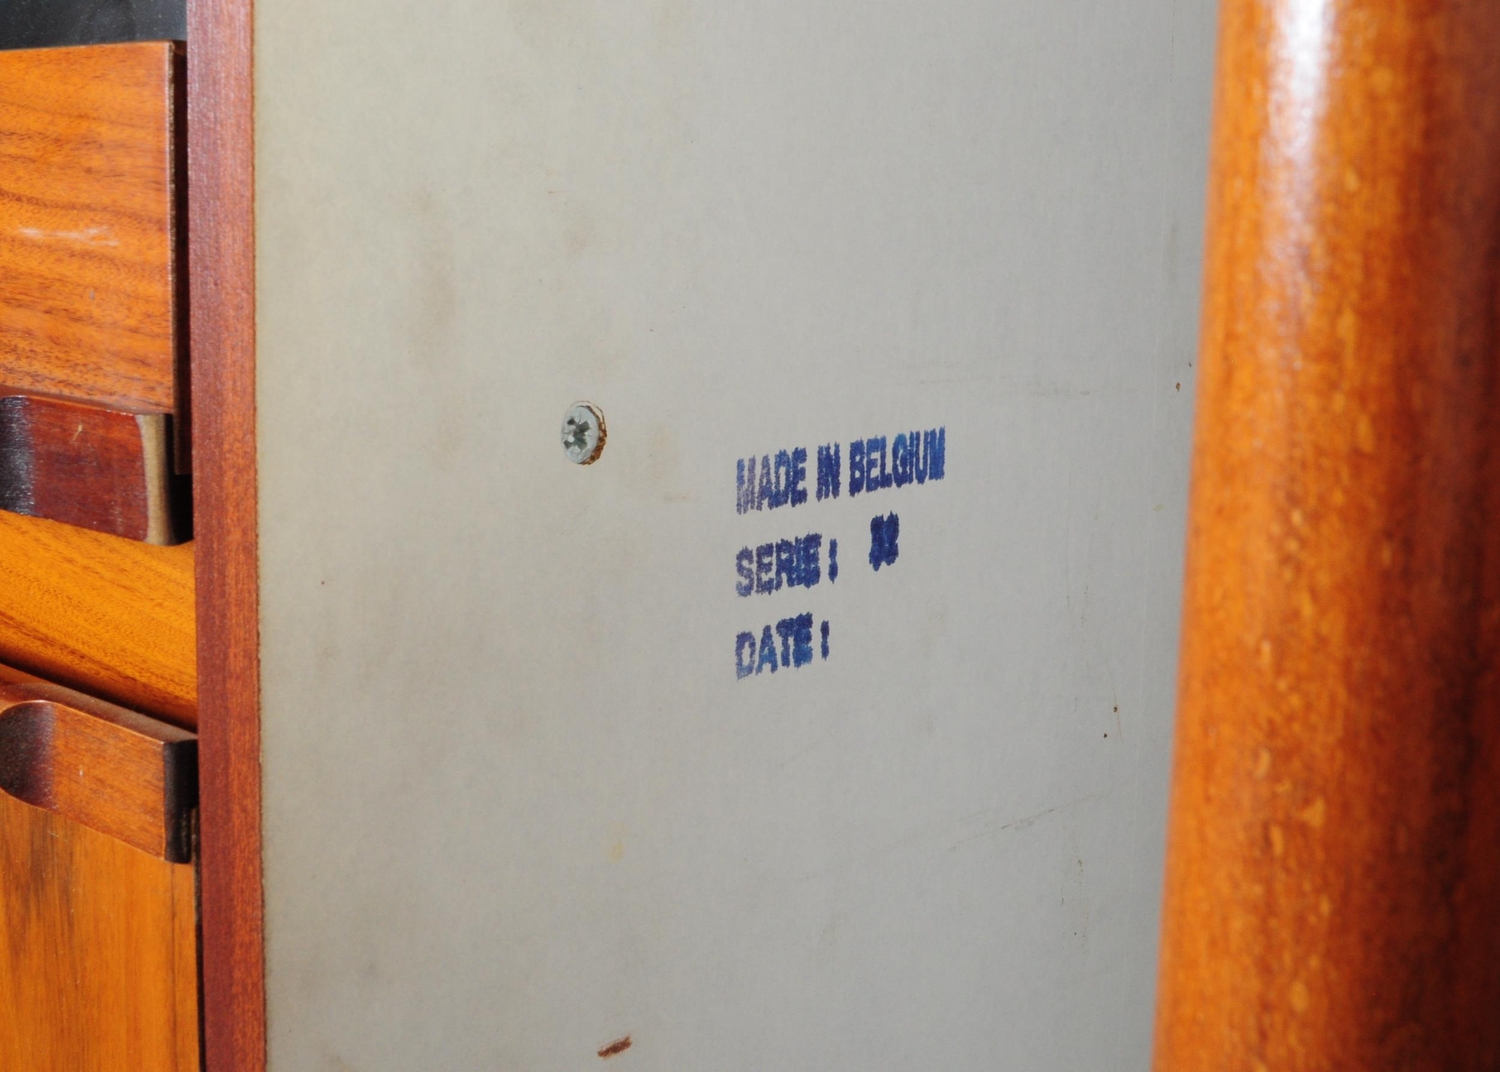 MADE IN BELGIUM
SERIE :
DATE :